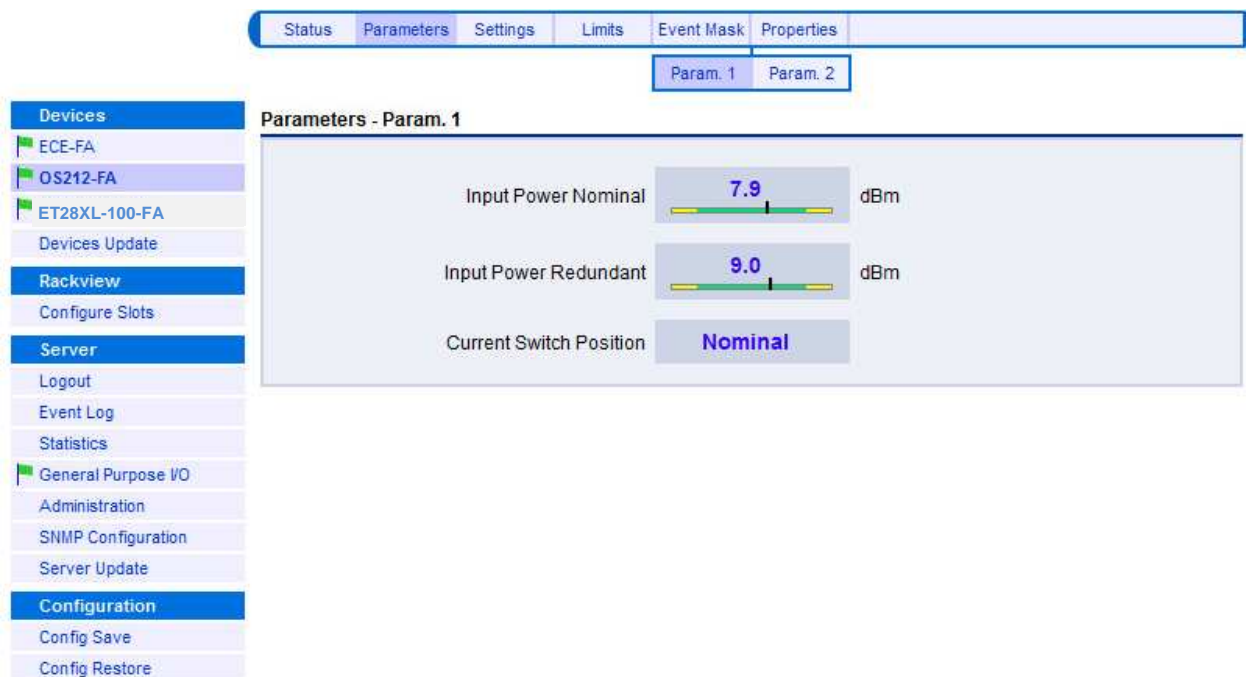 Status Parameters Settings Limits Event Mask Properties
Param. 1 Param. 2
Devices
ECE-FA
OS212-FA
ET28XL-100-FA
Devices Update
Rackview
Configure Slots
Server
Logout
Event Log
Statistics
General Purpose I/O
Administration
SNMP Configuration
Server Update
Configuration
Config Save
Config Restore
Parameters - Param. 1
Input Power Nominal 7.9 dBm
Input Power Redundant 9.0 dBm
Current Switch Position Nominal